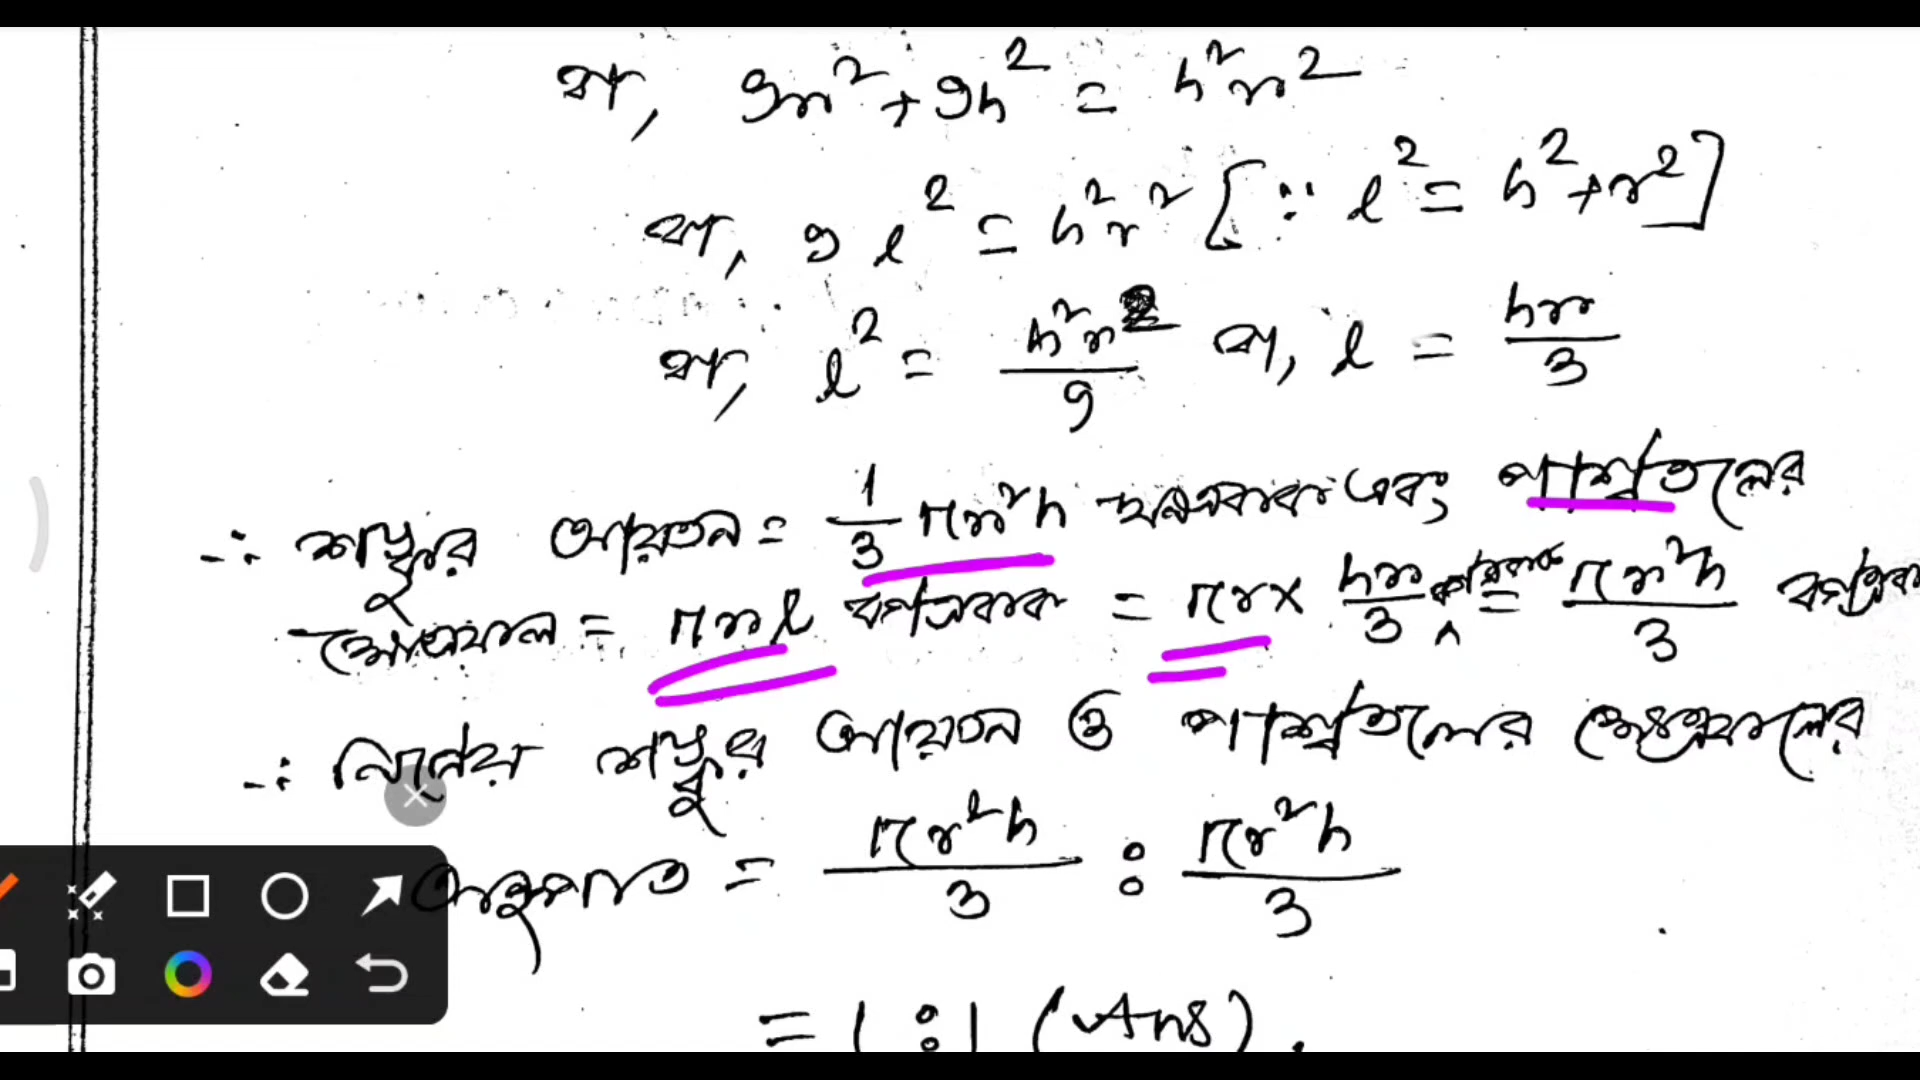 বা, 9r² + 9h² = h²r²
বা, 9l² = h²r² [∵ l² = h² + r²]
বা, l² = h²r²/9 বা, l = hr/3
∴ শঙ্কুর আয়তন = 1/3 πr²h ঘনএকক এবং পার্শ্বতলের
ক্ষেত্রফল = πrl বর্গএকক = πr × hr/3 বর্গএকক = πr²h/3
∴ নির্ণেয় শঙ্কুর আয়তন ও পার্শ্বতলের ক্ষেত্রফলের
অনুপাত = πr²h/3 : πr²h/3
= 1 : 1 (Ans).